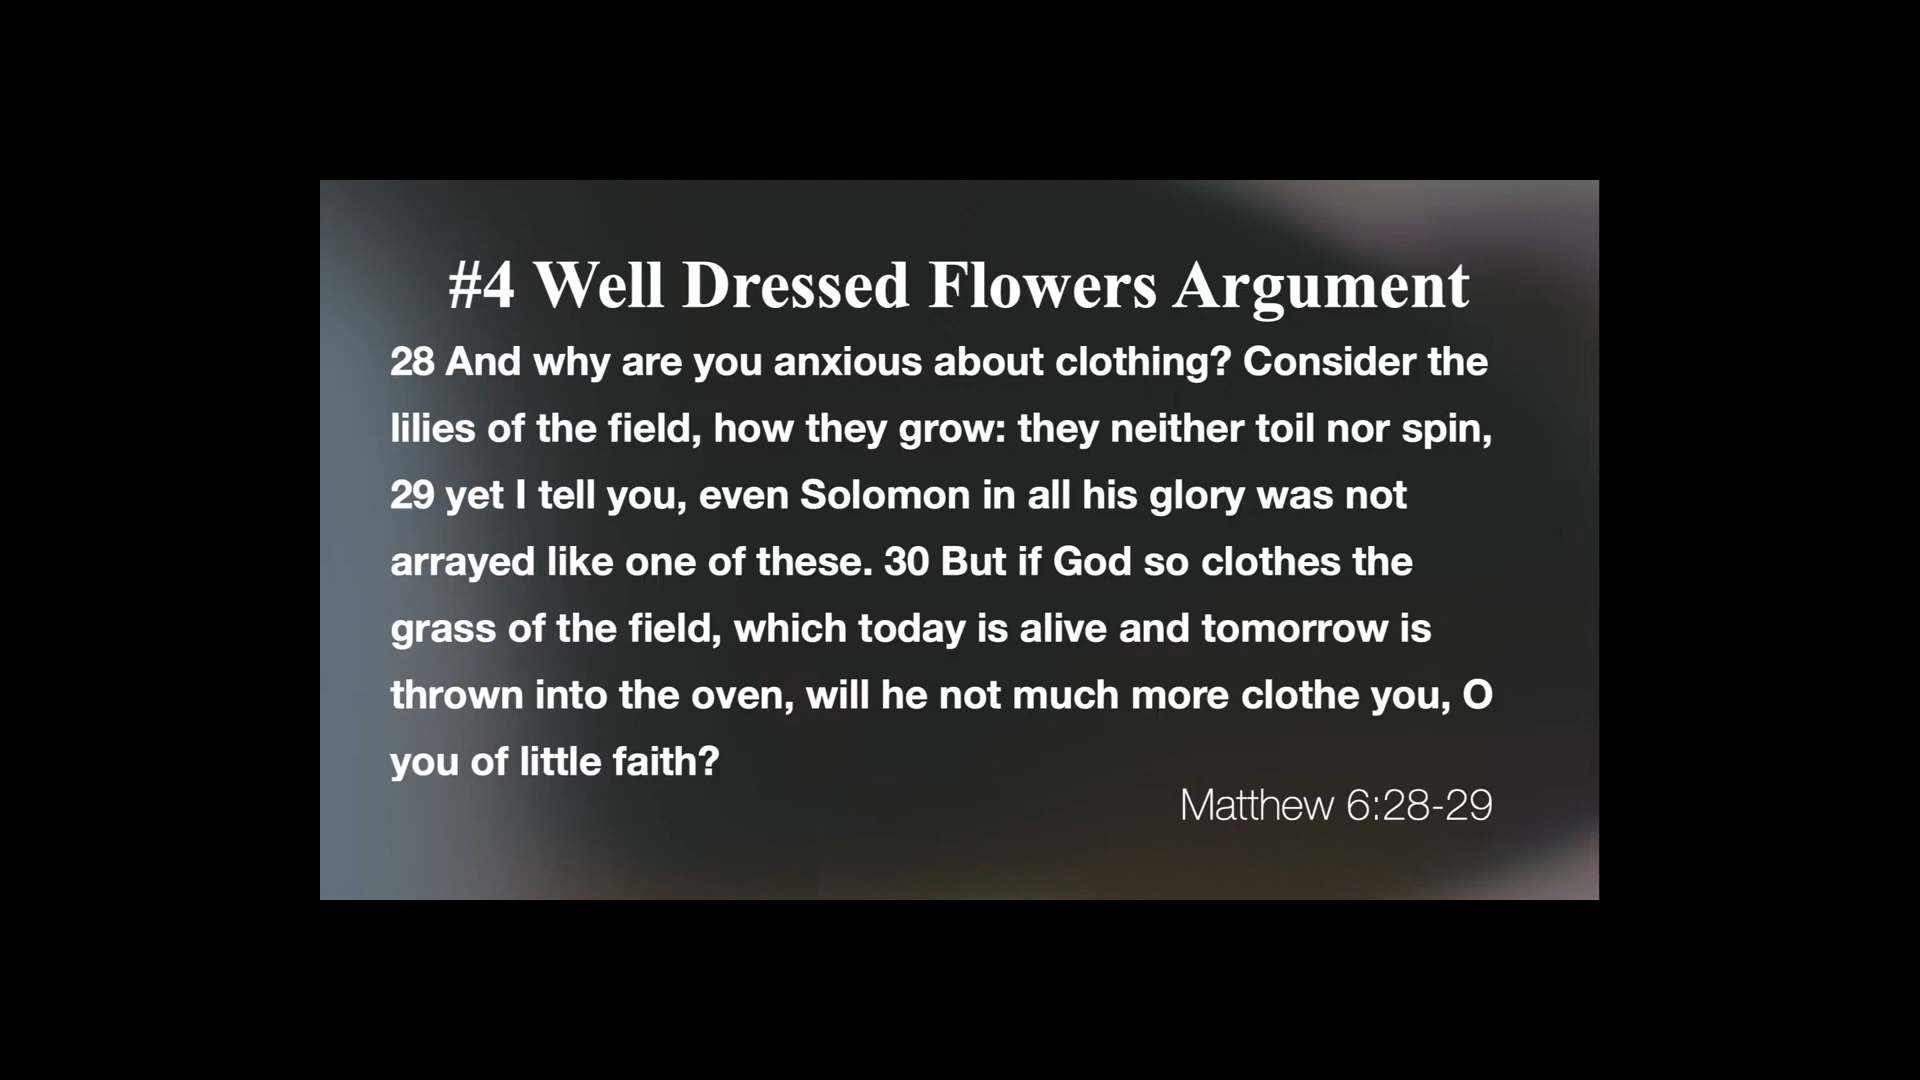 #4 Well Dressed Flowers Argument
28 And why are you anxious about clothing? Consider the
lilies of the field, how they grow: they neither toil nor spin,
29 yet I tell you, even Solomon in all his glory was not
arrayed like one of these. 30 But if God so clothes the
grass of the field, which today is alive and tomorrow is
thrown into the oven, will he not much more clothe you, O
you of little faith?
Matthew 6:28-29